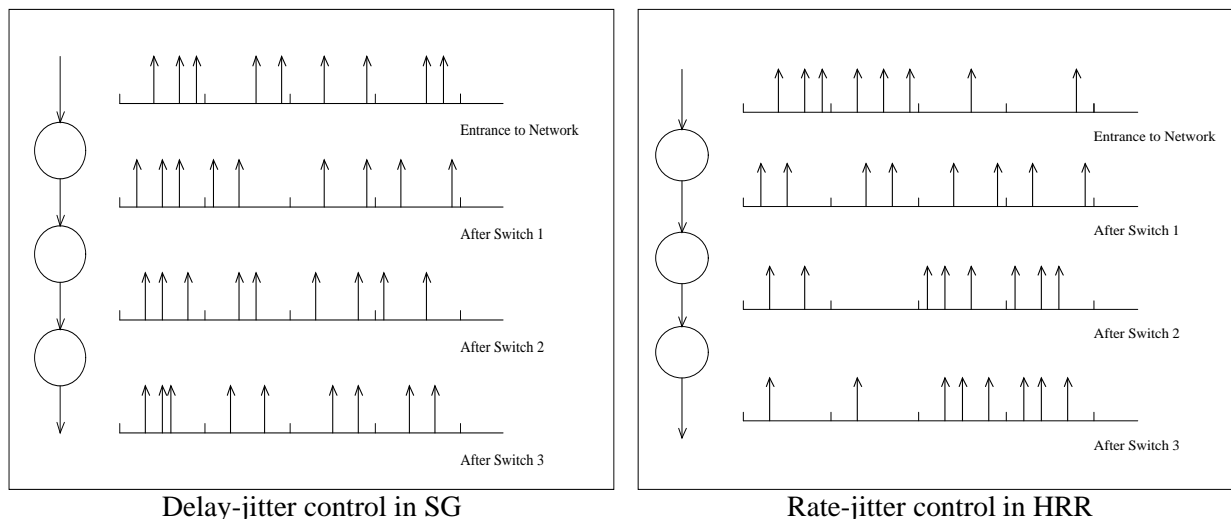 Entrance to Network
After Switch 1
After Switch 2
After Switch 3
Delay-jitter control in SG
Entrance to Network
After Switch 1
After Switch 2
After Switch 3
Rate-jitter control in HRR